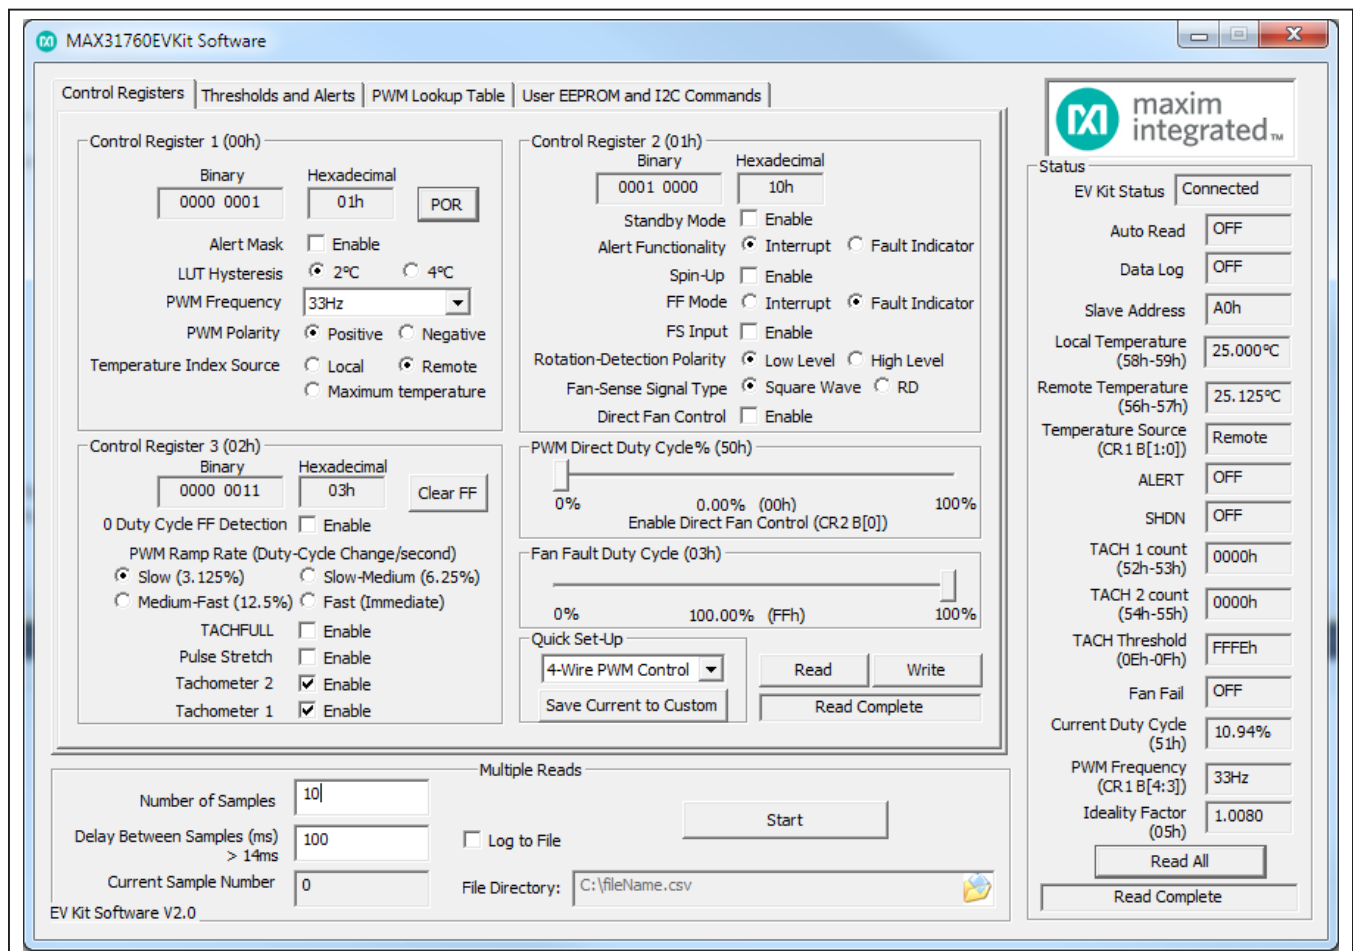 MAX31760EVKit Software
Control Registers
Thresholds and Alerts
PWM Lookup Table
User EEPROM and I2C Commands
Control Register 1 (00h)
Binary
Hexadecimal
0000 0001
01h
POR
Alert Mask
Enable
LUT Hysteresis
2ºC
4ºC
PWM Frequency
33Hz
PWM Polarity
Positive
Negative
Temperature Index Source
Local
Remote
Maximum temperature
Control Register 3 (02h)
Binary
Hexadecimal
0000 0011
03h
Clear FF
0 Duty Cycle FF Detection
Enable
PWM Ramp Rate (Duty-Cycle Change/second)
Slow (3.125%)
Slow-Medium (6.25%)
Medium-Fast (12.5%)
Fast (Immediate)
TACHFULL
Enable
Pulse Stretch
Enable
Tachometer 2
Enable
Tachometer 1
Enable
Control Register 2 (01h)
Binary
Hexadecimal
0001 0000
10h
Standby Mode
Enable
Alert Functionality
Interrupt
Fault Indicator
Spin-Up
Enable
FF Mode
Interrupt
Fault Indicator
FS Input
Enable
Rotation-Detection Polarity
Low Level
High Level
Fan-Sense Signal Type
Square Wave
RD
Direct Fan Control
Enable
PWM Direct Duty Cycle% (50h)
0%
0.00%
(00h)
100%
Enable Direct Fan Control (CR2 B[0])
Fan Fault Duty Cycle (03h)
0%
100.00%
(FFh)
100%
Quick Set-Up
4-Wire PWM Control
Save Current to Custom
Read
Write
Read Complete
Multiple Reads
Number of Samples
10
Delay Between Samples (ms)
> 14ms
100
Current Sample Number
0
Start
Log to File
File Directory:
C:\fileName.csv
EV Kit Software V2.0
maxim
integrated™
Status
EV Kit Status
Connected
Auto Read
OFF
Data Log
OFF
Slave Address
A0h
Local Temperature
(58h-59h)
25.000ºC
Remote Temperature
(56h-57h)
25.125ºC
Temperature Source
(CR1 B[1:0])
Remote
ALERT
OFF
SHDN
OFF
TACH 1 count
(52h-53h)
0000h
TACH 2 count
(54h-55h)
0000h
TACH Threshold
(0Eh-0Fh)
FFFEh
Fan Fail
OFF
Current Duty Cycle
(51h)
10.94%
PWM Frequency
(CR1 B[4:3])
33Hz
Ideality Factor
(05h)
1.0080
Read All
Read Complete